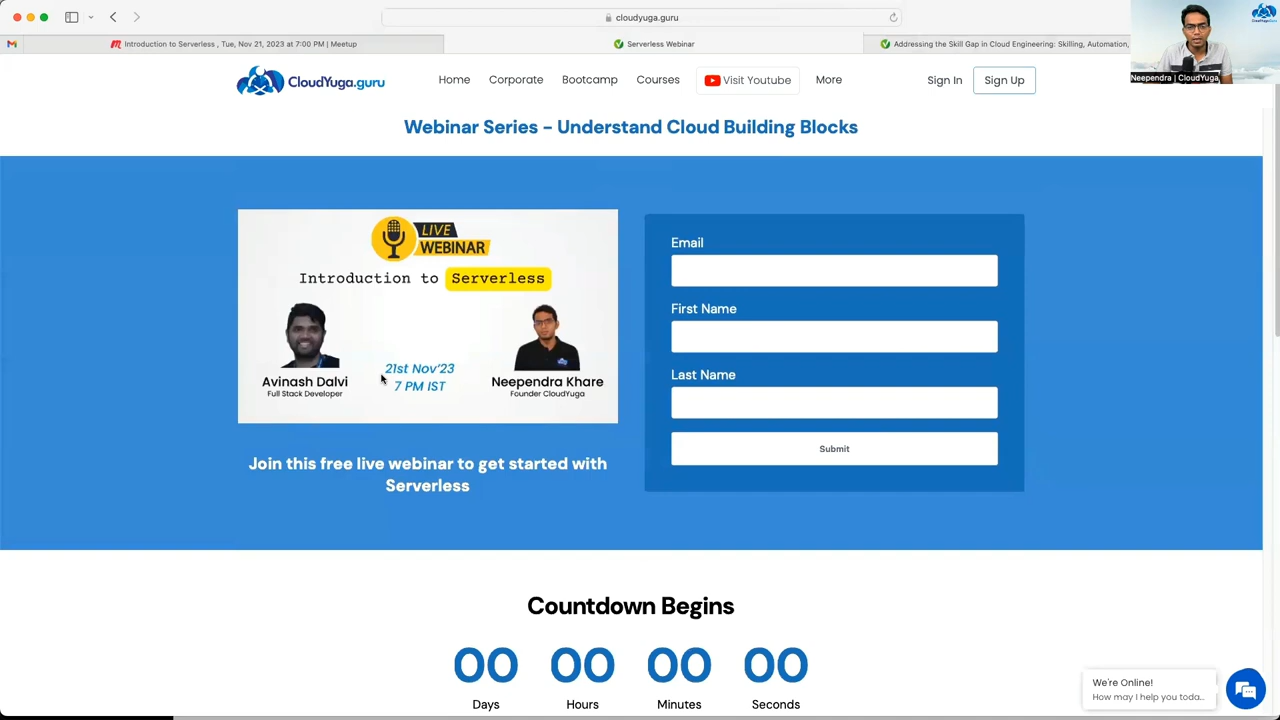 cloudyuga.guru
Introduction to Serverless , Tue, Nov 21, 2023 at 7:00 PM | Meetup
Serverless Webinar
Addressing the Skill Gap in Cloud Engineering: Skilling, Automation,
Neependra | CloudYuga
CloudYuga.guru
Home
Corporate
Bootcamp
Courses
Visit Youtube
More
Sign In
Sign Up
Webinar Series - Understand Cloud Building Blocks
LIVE
WEBINAR
Introduction to Serverless
Avinash Dalvi
Full Stack Developer
21st Nov'23
7 PM IST
Neependra Khare
Founder CloudYuga
Join this free live webinar to get started with
Serverless
Email
First Name
Last Name
Submit
Countdown Begins
00 00 00 00
Days Hours Minutes Seconds
We're Online!
How may I help you toda...